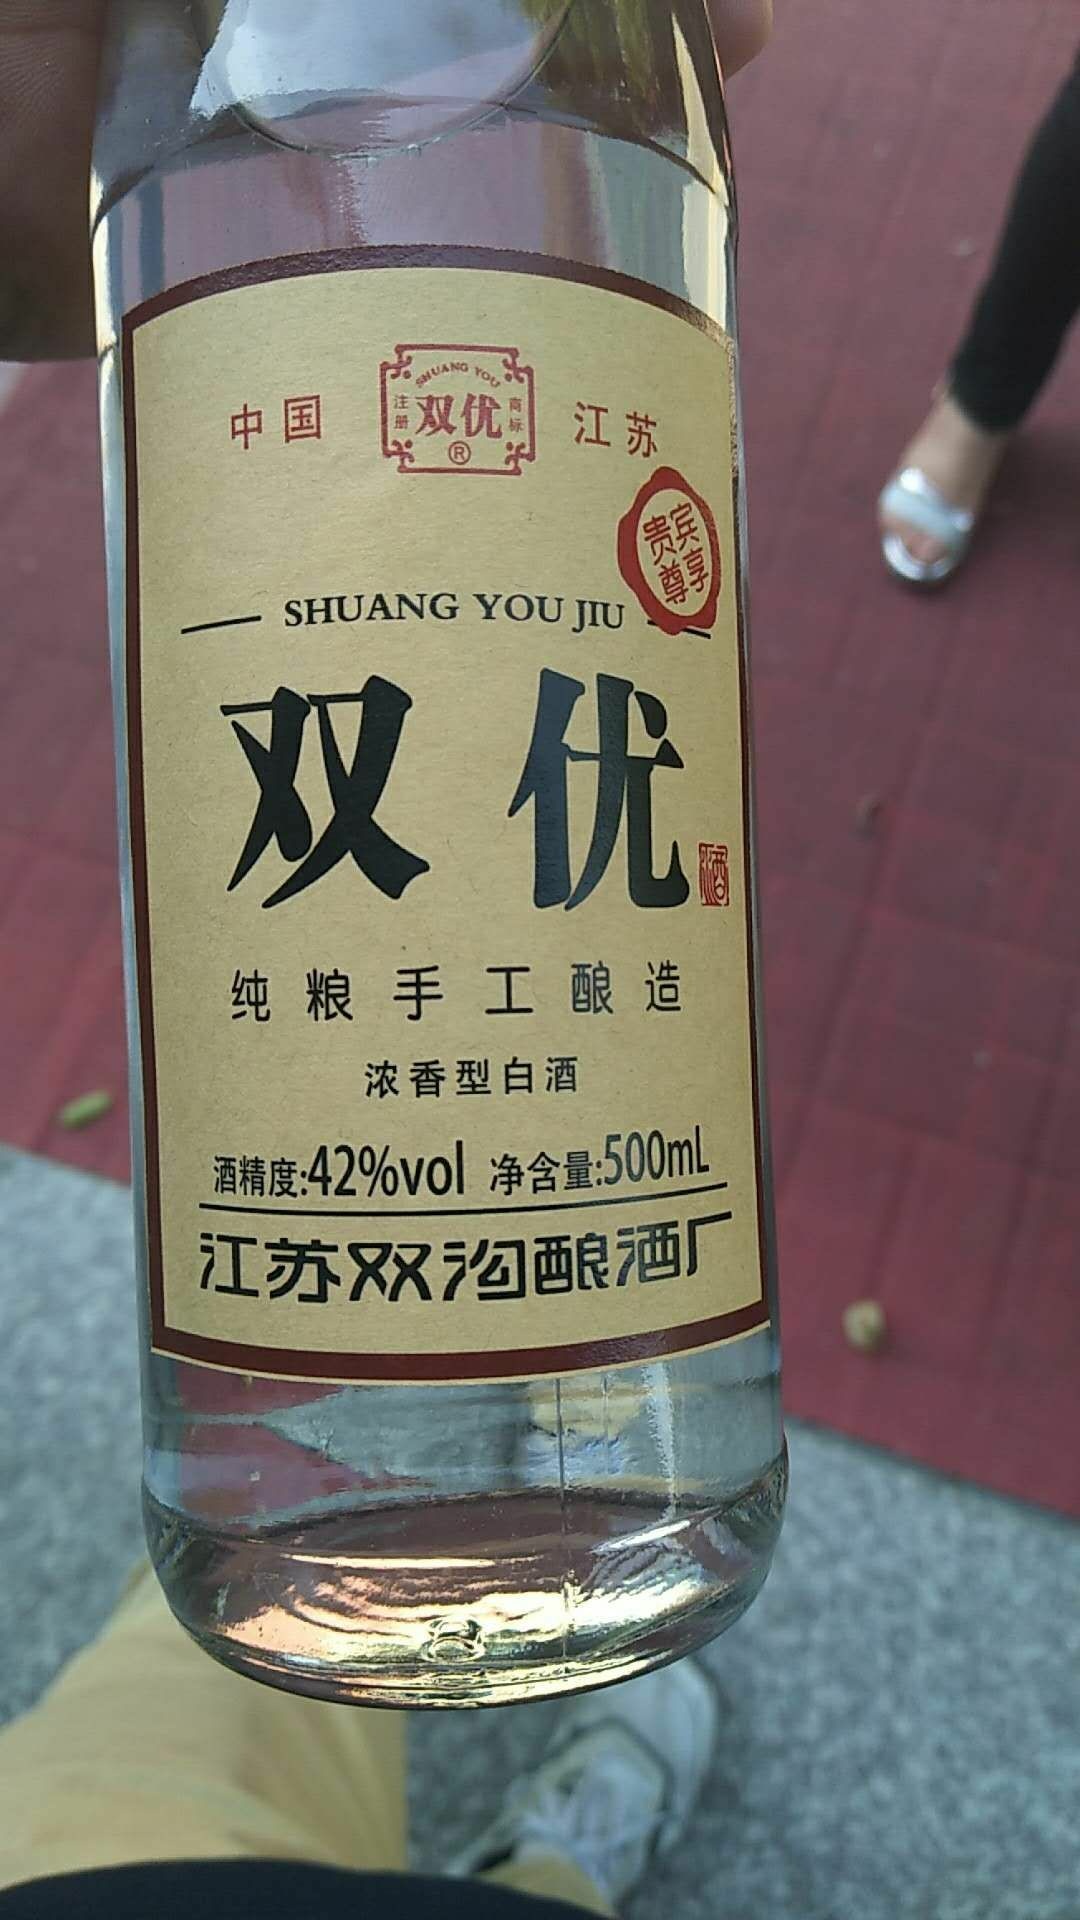 SHUANG YOU
中国 注册 双优 商标 江苏
®
贵宾
尊享
SHUANG YOU JIU
双优
酒
纯粮手工酿造
浓香型白酒
酒精度:42%vol 净含量:500mL
江苏双沟酿酒厂